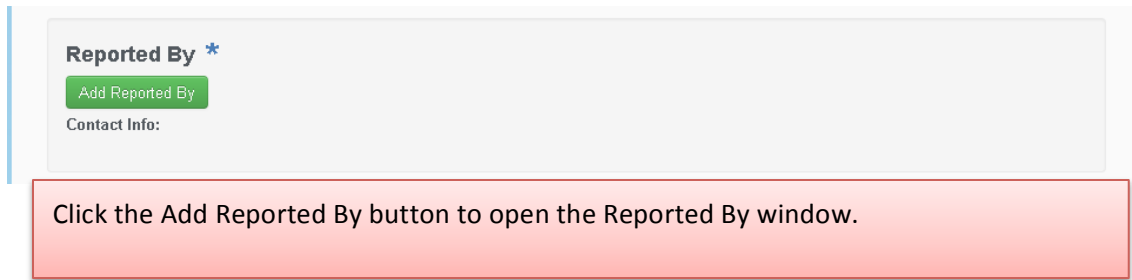 Reported By *
Add Reported By
Contact Info:
Click the Add Reported By button to open the Reported By window.